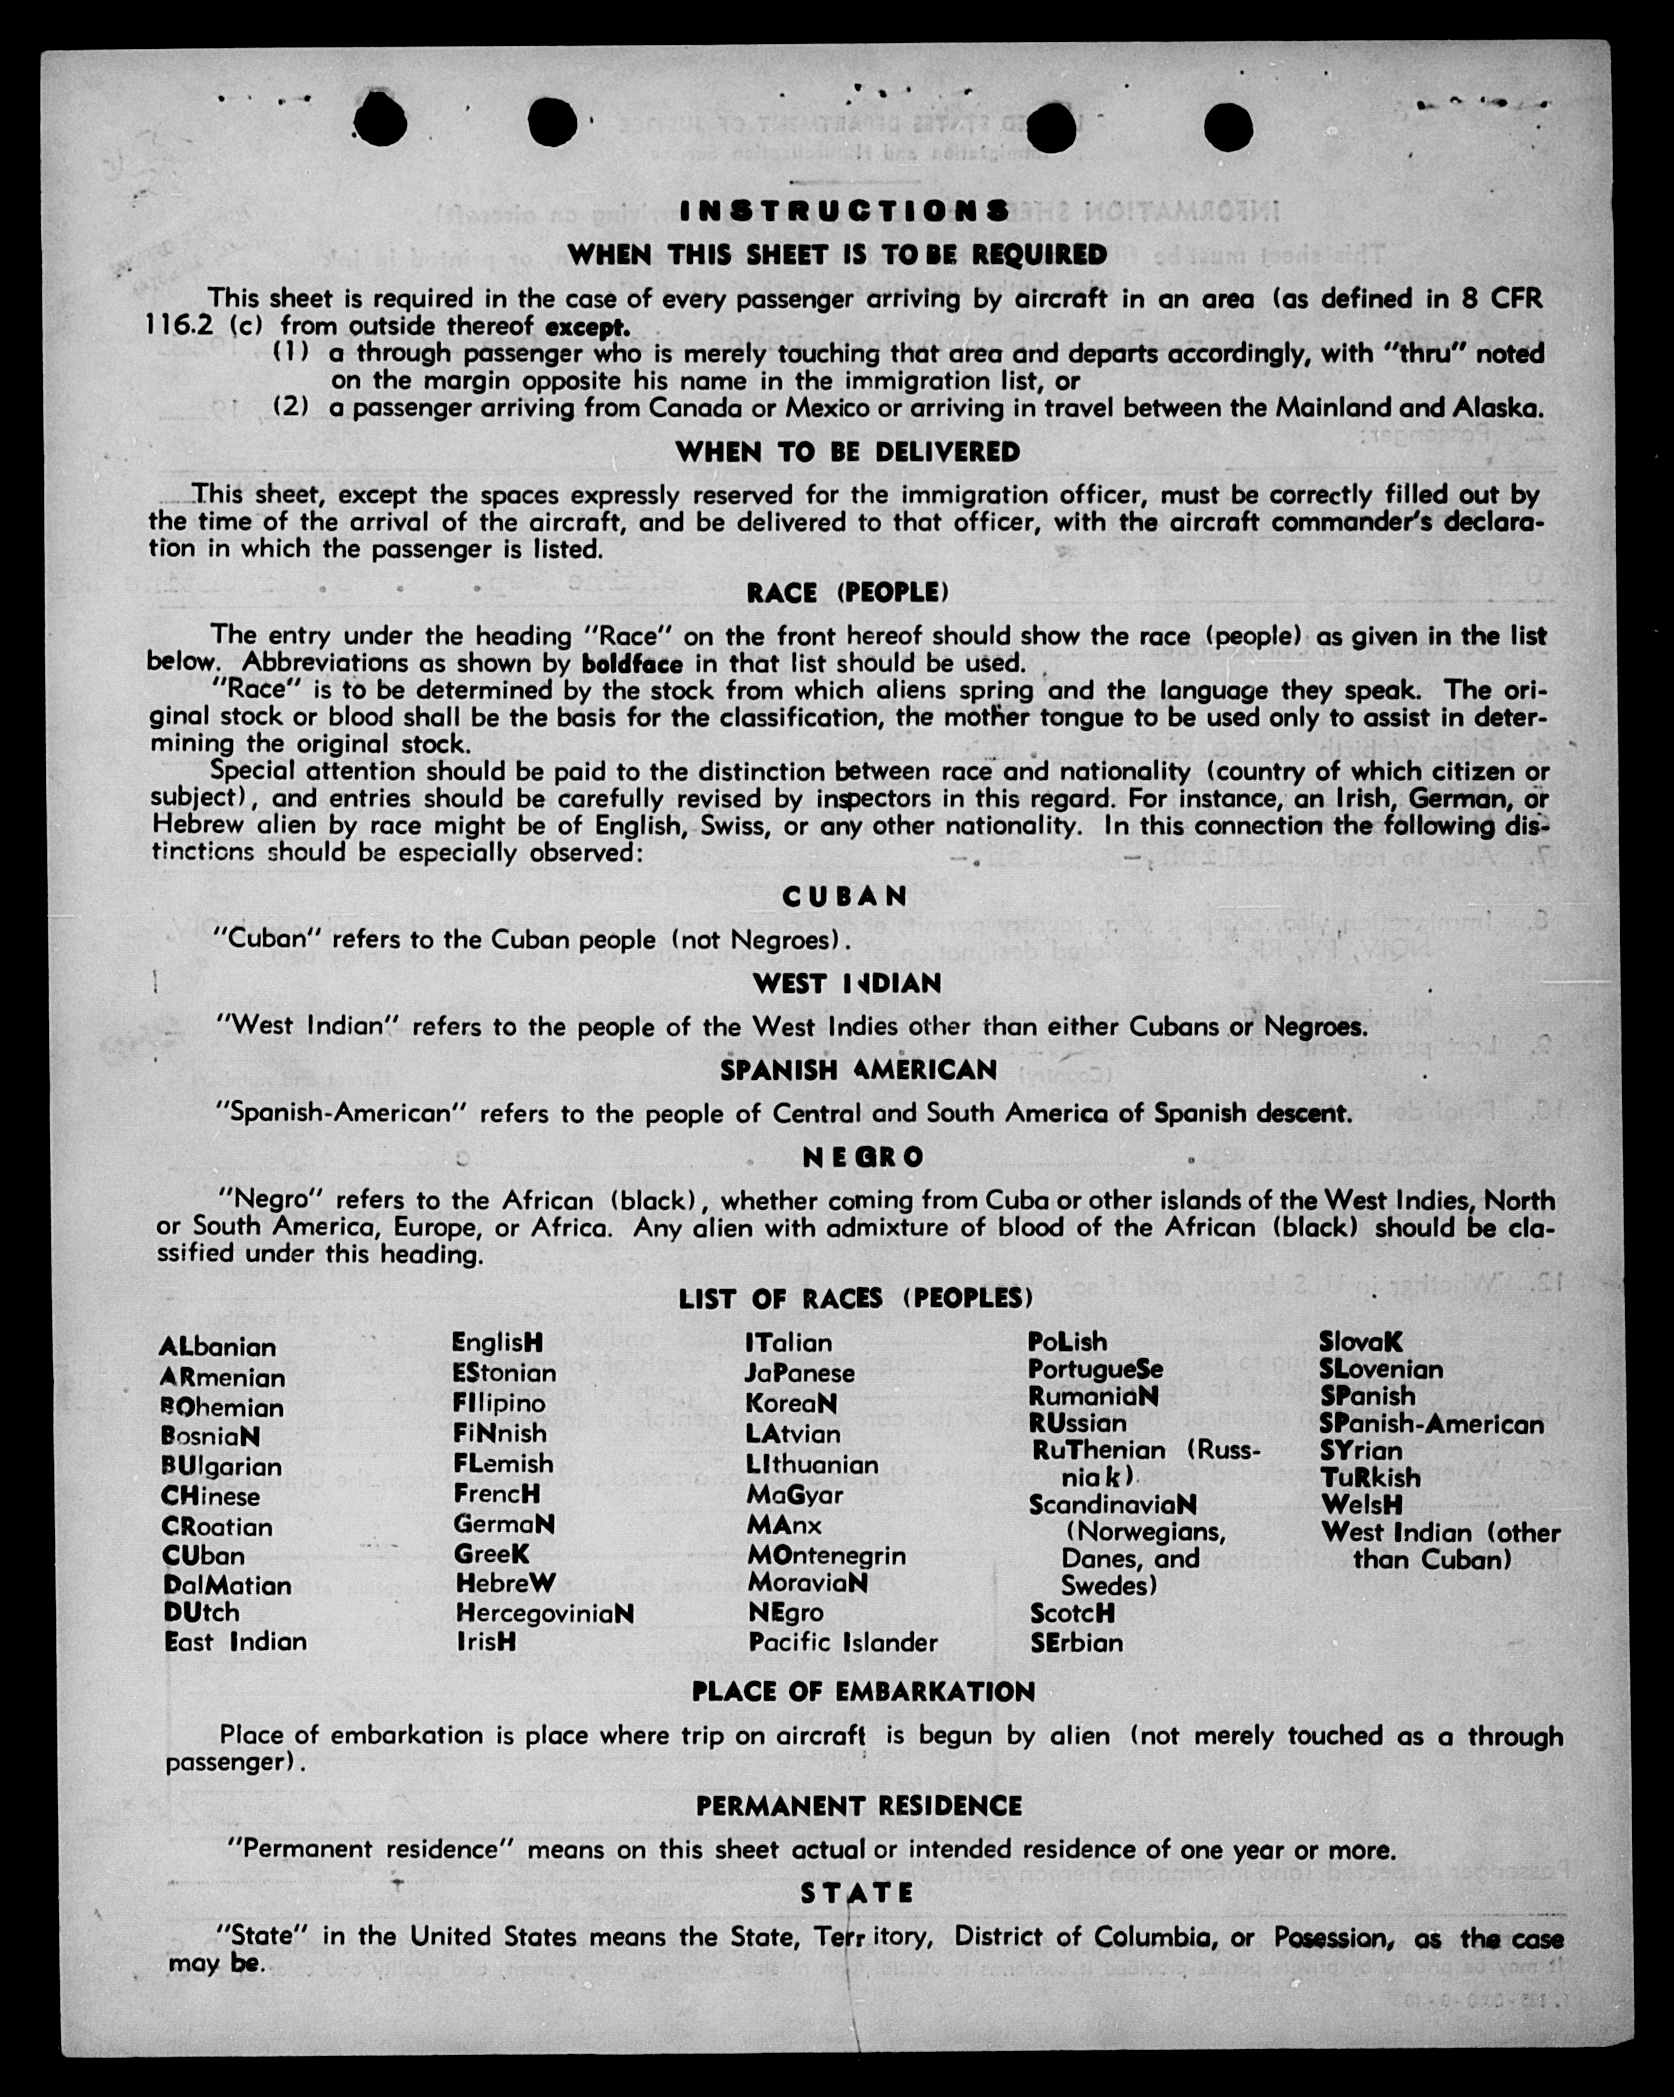 INSTRUCTIONS
WHEN THIS SHEET IS TO BE REQUIRED
This sheet is required in the case of every passenger arriving by aircraft in an area (as defined in 8 CFR
116.2 (c) from outside thereof except.
(1) a through passenger who is merely touching that area and departs accordingly, with "thru" noted
on the margin opposite his name in the immigration list, or
(2) a passenger arriving from Canada or Mexico or arriving in travel between the Mainland and Alaska.
WHEN TO BE DELIVERED
This sheet, except the spaces expressly reserved for the immigration officer, must be correctly filled out by
the time of the arrival of the aircraft, and be delivered to that officer, with the aircraft commander's declara-
tion in which the passenger is listed.
RACE (PEOPLE)
The entry under the heading "Race" on the front hereof should show the race (people) as given in the list
below. Abbreviations as shown by boldface in that list should be used.
"Race" is to be determined by the stock from which aliens spring and the language they speak. The ori-
ginal stock or blood shall be the basis for the classification, the mother tongue to be used only to assist in deter-
mining the original stock.
Special attention should be paid to the distinction between race and nationality (country of which citizen or
subject), and entries should be carefully revised by inspectors in this regard. For instance, an Irish, German, or
Hebrew alien by race might be of English, Swiss, or any other nationality. In this connection the following dis-
tinctions should be especially observed:
CUBAN
"Cuban" refers to the Cuban people (not Negroes).
WEST INDIAN
"West Indian" refers to the people of the West Indies other than either Cubans or Negroes.
SPANISH AMERICAN
"Spanish-American" refers to the people of Central and South America of Spanish descent.
NEGRO
"Negro" refers to the African (black), whether coming from Cuba or other islands of the West Indies, North
or South America, Europe, or Africa. Any alien with admixture of blood of the African (black) should be cla-
ssified under this heading.
LIST OF RACES (PEOPLES)
ALbanian
ARmenian
BOhemian
BosniaN
BUlgarian
CHinese
CRoatian
CUban
DalMatian
DUtch
East Indian
EnglisH
EStonian
FIlipino
FiNnish
FLemish
FrencH
GermaN
GreeK
HebreW
HercegoviniaN
IrisH
ITalian
JaPanese
KoreaN
LAtvian
LIthuanian
MaGyar
MAnx
MOntenegrin
MoraviaN
NEgro
Pacific Islander
PoLish
PortugueSe
RumaniaN
RUssian
RuThenian (Russ-
niak)
ScandinaviaN
(Norwegians,
Danes, and
Swedes)
ScotcH
SErbian
SlovaK
SLovenian
SPanish
SPanish-American
SYrian
TuRkish
WelsH
West Indian (other
than Cuban)
PLACE OF EMBARKATION
Place of embarkation is place where trip on aircraft is begun by alien (not merely touched as a through
passenger).
PERMANENT RESIDENCE
"Permanent residence" means on this sheet actual or intended residence of one year or more.
STATE
"State" in the United States means the State, Territory, District of Columbia, or Posession, as the case
may be.